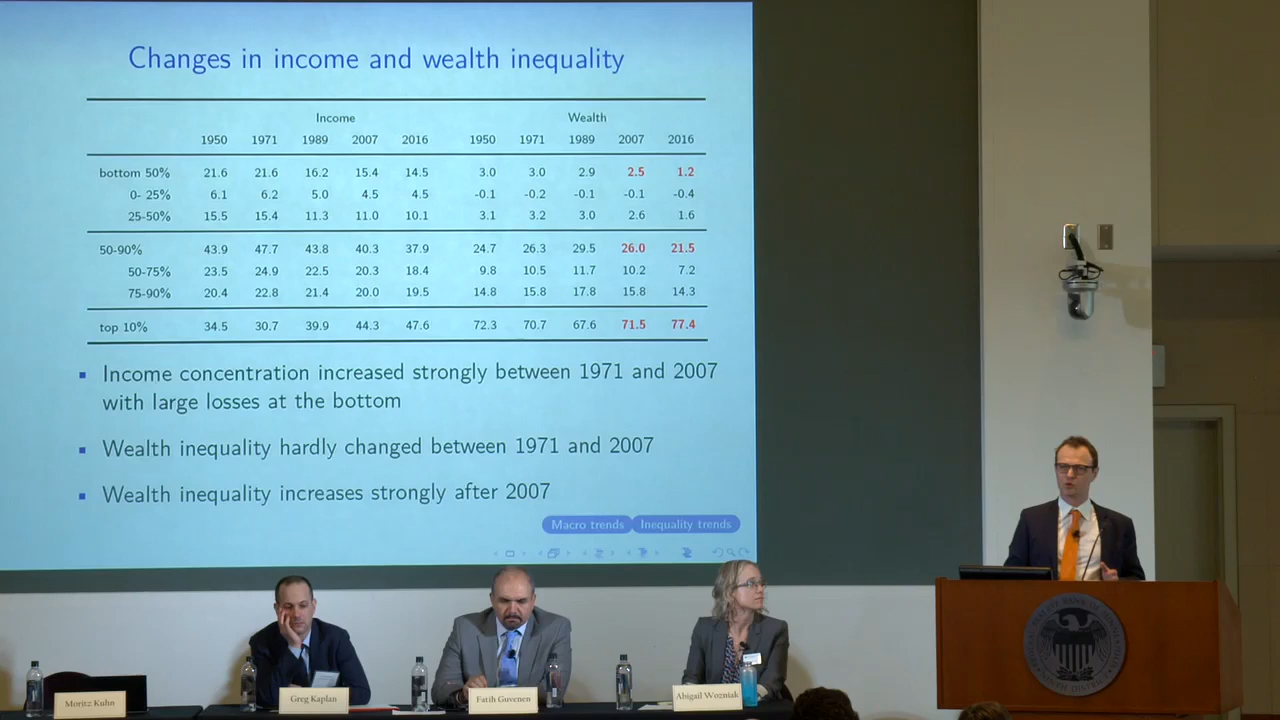 Changes in income and wealth inequality
Income Wealth
1950 1971 1989 2007 2016 1950 1971 1989 2007 2016
bottom 50% 21.6 21.6 16.2 15.4 14.5 3.0 3.0 2.9 2.5 1.2
0- 25% 6.1 6.2 5.0 4.5 4.5 -0.1 -0.2 -0.1 -0.1 -0.4
25-50% 15.5 15.4 11.3 11.0 10.1 3.1 3.2 3.0 2.6 1.6
50-90% 43.9 47.7 43.8 40.3 37.9 24.7 26.3 29.5 26.0 21.5
50-75% 23.5 24.9 22.5 20.3 18.4 9.8 10.5 11.7 10.2 7.2
75-90% 20.4 22.8 21.4 20.0 19.5 14.8 15.8 17.8 15.8 14.3
top 10% 34.5 30.7 39.9 44.3 47.6 72.3 70.7 67.6 71.5 77.4
▪ Income concentration increased strongly between 1971 and 2007
with large losses at the bottom
▪ Wealth inequality hardly changed between 1971 and 2007
▪ Wealth inequality increases strongly after 2007
Macro trends Inequality trends
Moritz Kuhn
Greg Kaplan
Fatih Guvenen
Abigail Wozniak